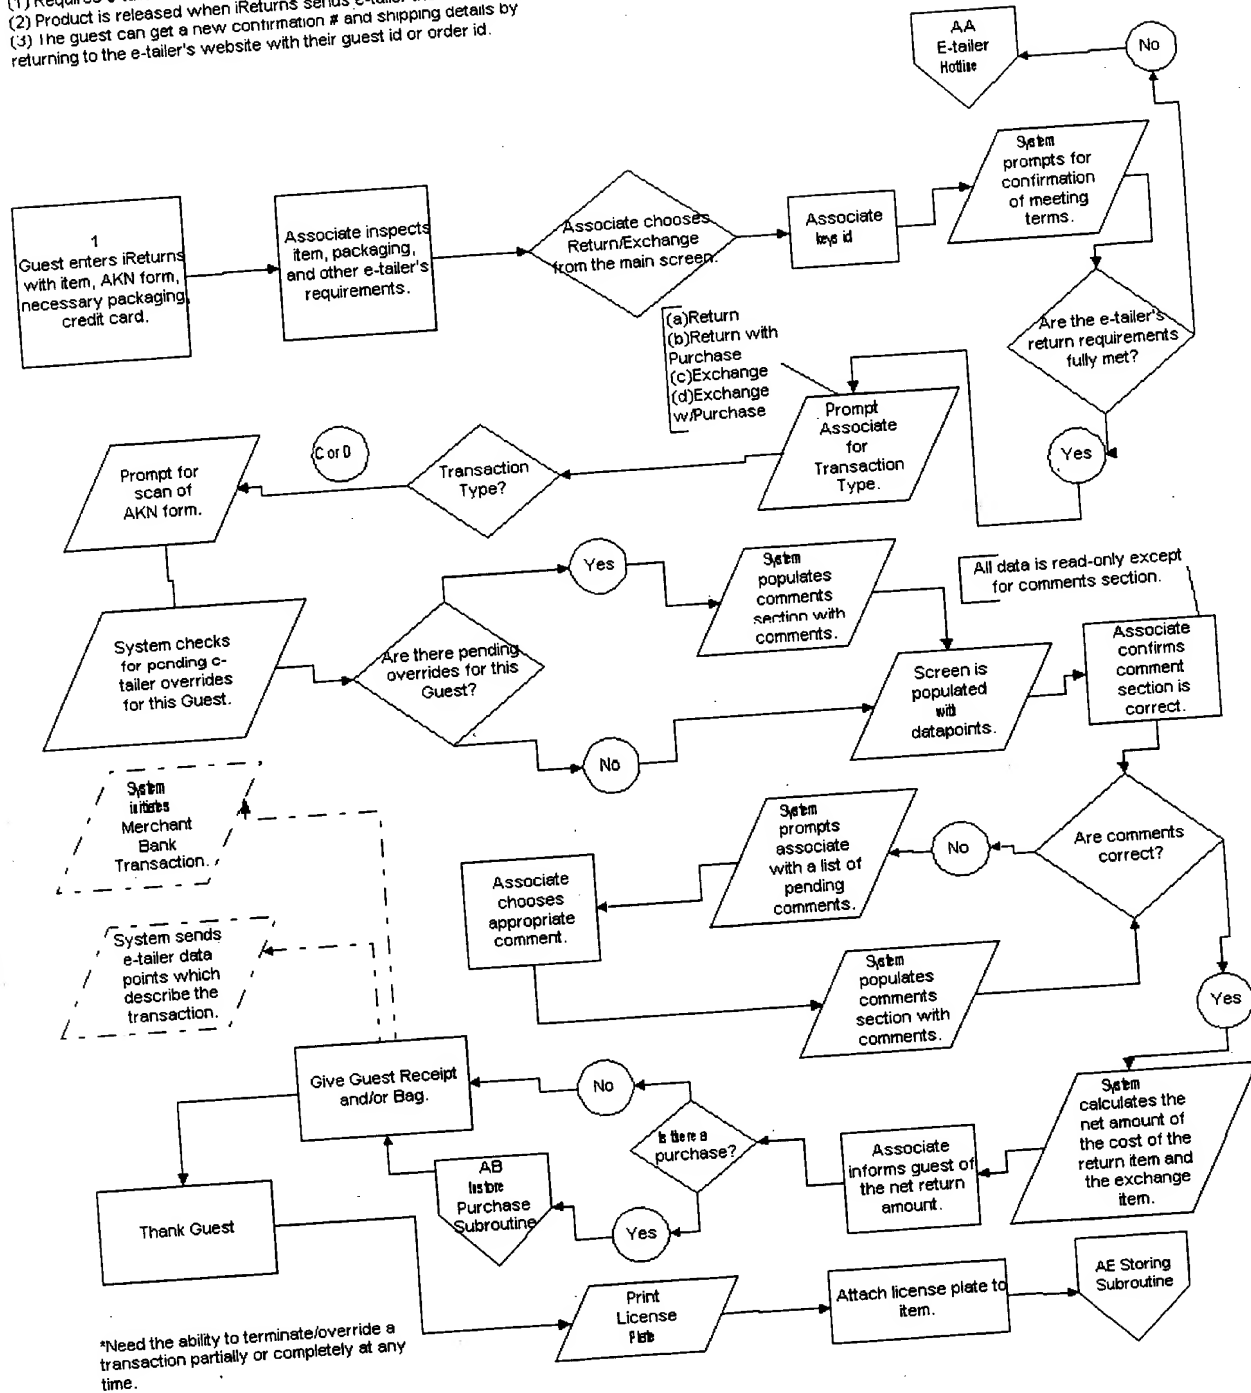 (2) Product is released when iReturns sends e-tailer
(3) The guest can get a new confirmation # and shipping details by
returning to the e-tailer's website with their guest id or order id.
AA
E-tailer
Hotline
No
1
Guest enters iReturns
with item, AKN form,
necessary packaging,
credit card.
Associate inspects
item, packaging,
and other e-tailer's
requirements.
Associate chooses
Return/Exchange
from the main screen.
Associate
keys id
System
prompts for
confirmation
of meeting
terms.
Are the e-tailer's
return requirements
fully met?
Yes
(a)Return
(b)Return with
Purchase
(c)Exchange
(d)Exchange
w/Purchase
Prompt
Associate
for
Transaction
Type.
Transaction
Type?
C or D
Prompt for
scan of
AKN form.
System checks
for pending e-
tailer overrides
for this Guest.
Are there pending
overrides for this
Guest?
Yes
No
System
populates
comments
section with
comments.
Screen is
populated
with
datapoints.
All data is read-only except
for comments section.
Associate
confirms
comment
section is
correct.
Are comments
correct?
No
System
prompts
associate
with a list of
pending
comments.
Associate
chooses
appropriate
comment.
System
populates
comments
section with
comments.
Yes
System
calculates the
net amount of
the cost of the
return item and
the exchange
item.
Associate
informs guest of
the net return
amount.
Is there a
purchase?
No
Yes
AB
Instore
Purchase
Subroutine
Give Guest Receipt
and/or Bag.
System
initiates
Merchant
Bank
Transaction.
System sends
e-tailer data
points which
describe the
transaction.
Thank Guest
Print
License
Plate
Attach license plate to
item.
AE Storing
Subroutine
*Need the ability to terminate/override a
transaction partially or completely at any
time.